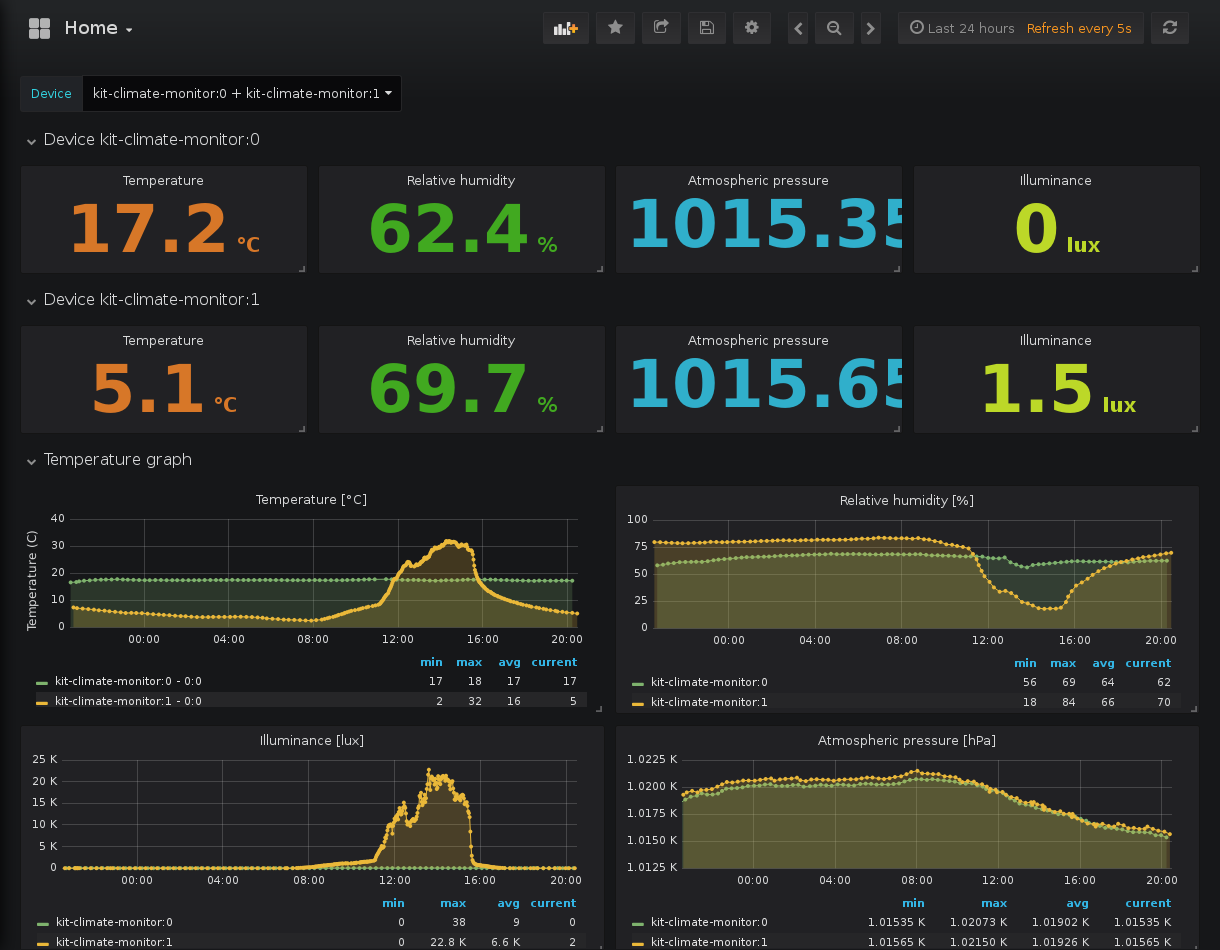 Home
Last 24 hours Refresh every 5s
Device kit-climate-monitor:0 + kit-climate-monitor:1
Device kit-climate-monitor:0
Temperature Relative humidity Atmospheric pressure Illuminance
17.2 °C 62.4 % 1015.35 0 lux
Device kit-climate-monitor:1
Temperature Relative humidity Atmospheric pressure Illuminance
5.1 °C 69.7 % 1015.65 1.5 lux
Temperature graph
Temperature [°C]
Temperature (C)
40
30
20
10
0
00:00 04:00 08:00 12:00 16:00 20:00
min max avg current
kit-climate-monitor:0 - 0:0 17 18 17 17
kit-climate-monitor:1 - 0:0 2 32 16 5
Relative humidity [%]
100
75
50
25
0
00:00 04:00 08:00 12:00 16:00 20:00
min max avg current
kit-climate-monitor:0 56 69 64 62
kit-climate-monitor:1 18 84 66 70
Illuminance [lux]
25 K
20 K
15 K
10 K
5 K
0
00:00 04:00 08:00 12:00 16:00 20:00
min max avg current
kit-climate-monitor:0 0 38 9 0
kit-climate-monitor:1 0 22.8 K 6.6 K 2
Atmospheric pressure [hPa]
1.0225 K
1.0200 K
1.0175 K
1.0150 K
1.0125 K
00:00 04:00 08:00 12:00 16:00 20:00
min max avg current
kit-climate-monitor:0 1.01535 K 1.02073 K 1.01902 K 1.01535 K
kit-climate-monitor:1 1.01565 K 1.02150 K 1.01926 K 1.01565 K